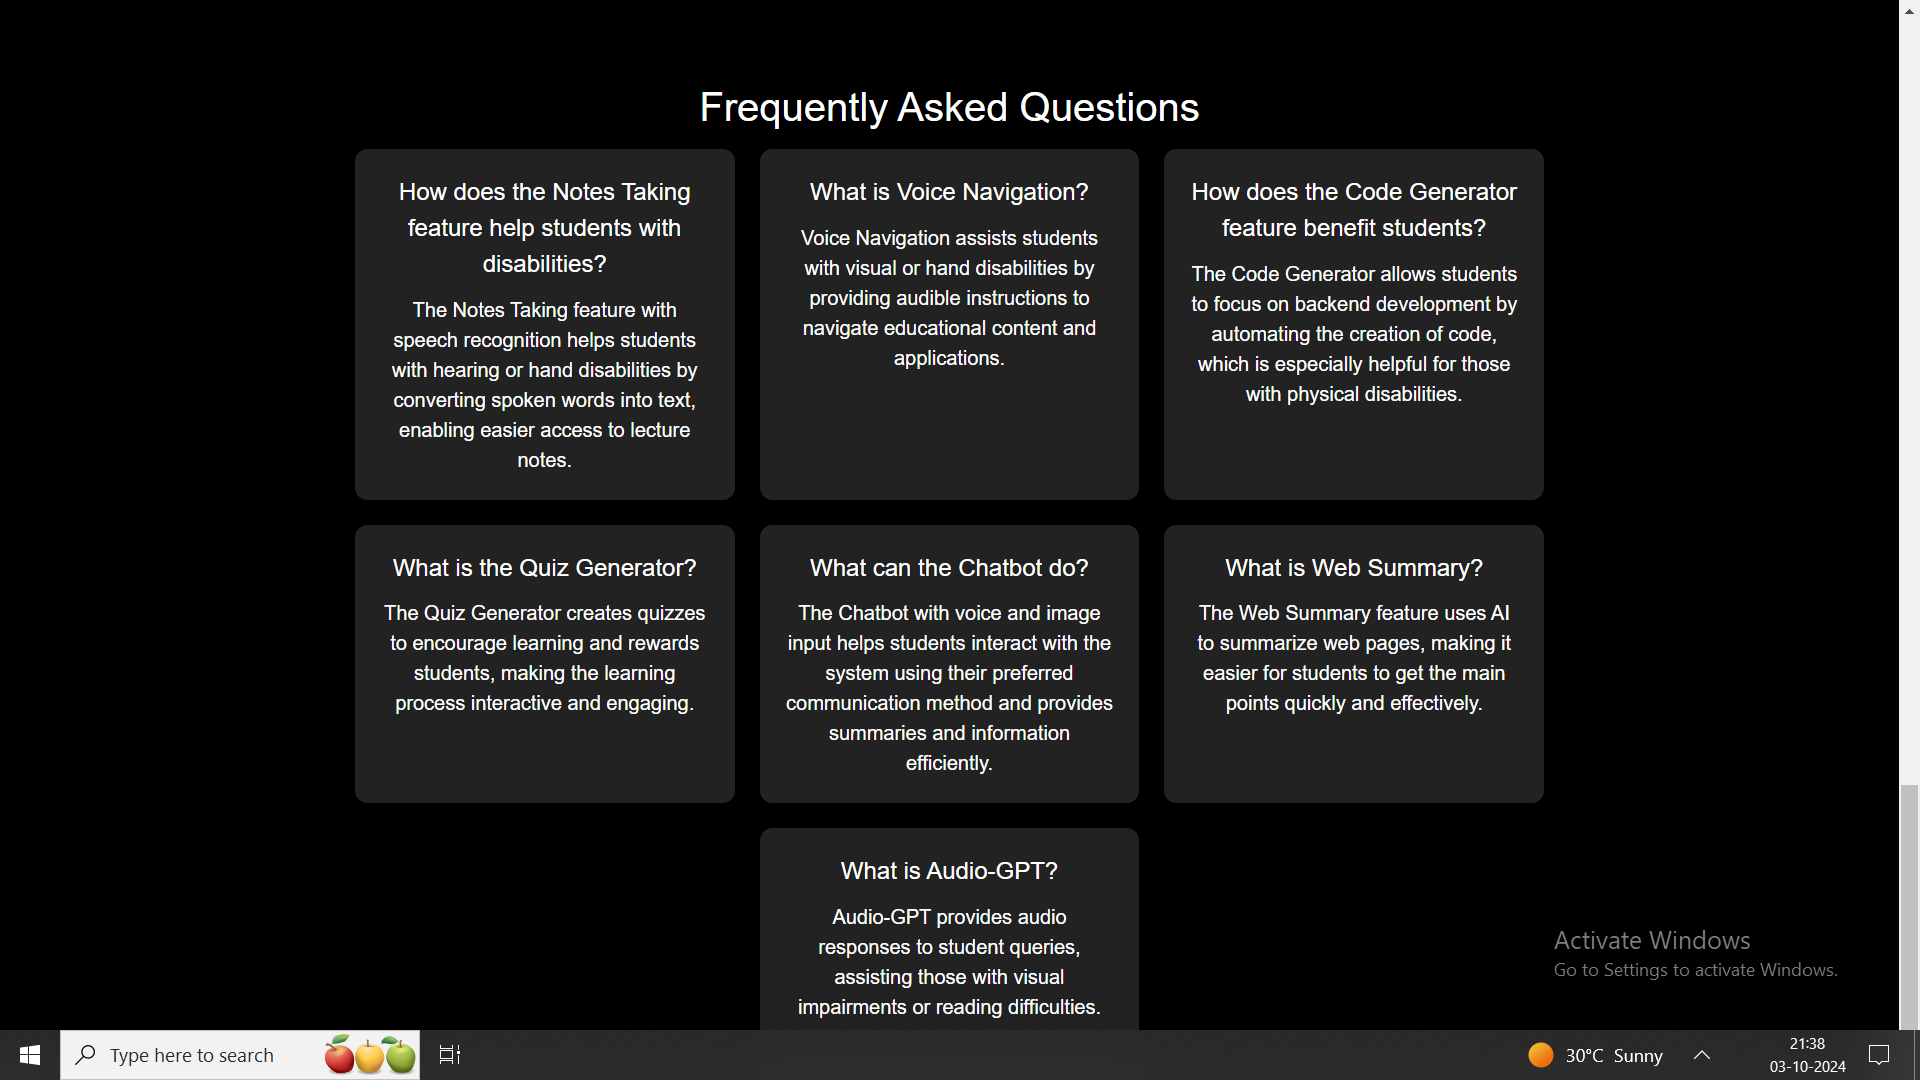 Frequently Asked Questions
How does the Notes Taking
feature help students with
disabilities?
The Notes Taking feature with
speech recognition helps students
with hearing or hand disabilities by
converting spoken words into text,
enabling easier access to lecture
notes.
What is Voice Navigation?
Voice Navigation assists students
with visual or hand disabilities by
providing audible instructions to
navigate educational content and
applications.
How does the Code Generator
feature benefit students?
The Code Generator allows students
to focus on backend development by
automating the creation of code,
which is especially helpful for those
with physical disabilities.
What is the Quiz Generator?
The Quiz Generator creates quizzes
to encourage learning and rewards
students, making the learning
process interactive and engaging.
What can the Chatbot do?
The Chatbot with voice and image
input helps students interact with the
system using their preferred
communication method and provides
summaries and information
efficiently.
What is Web Summary?
The Web Summary feature uses AI
to summarize web pages, making it
easier for students to get the main
points quickly and effectively.
What is Audio-GPT?
Audio-GPT provides audio
responses to student queries,
assisting those with visual
impairments or reading difficulties.
Activate Windows
Go to Settings to activate Windows.
Type here to search
30°C Sunny
21:38
03-10-2024